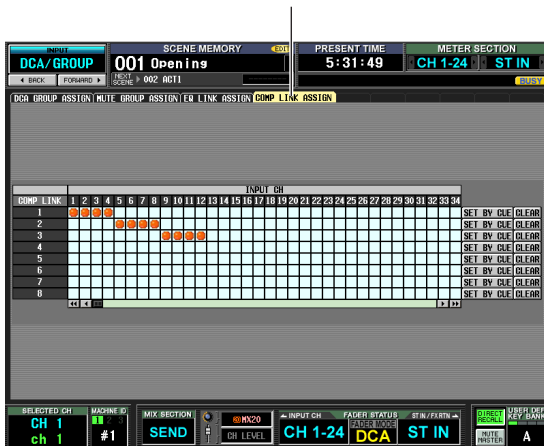 INPUT
DCA/GROUP
BACK FORWARD
SCENE MEMORY EDIT
001 Opening
NEXT SCENE 002 ACT1
PRESENT TIME
5:31:49
METER SECTION
CH 1-24 ST IN
BUSY
DCA GROUP ASSIGN MUTE GROUP ASSIGN EQ LINK ASSIGN COMP LINK ASSIGN
INPUT CH
COMP LINK 1 2 3 4 5 6 7 8 9 10 11 12 13 14 15 16 17 18 19 20 21 22 23 24 25 26 27 28 29 30 31 32 33 34
1 SET BY CUE CLEAR
2 SET BY CUE CLEAR
3 SET BY CUE CLEAR
4 SET BY CUE CLEAR
5 SET BY CUE CLEAR
6 SET BY CUE CLEAR
7 SET BY CUE CLEAR
8 SET BY CUE CLEAR
SELECTED CH
CH 1
ch 1
MACHINE ID
1 2 3
#1
MIX SECTION
SEND
MX20
CH LEVEL
INPUT CH FADER STATUS ST IN/FXRTN
CH 1-24
FADER MODE
DCA
ST IN
DIRECT RECALL
MUTE MASTER
USER DEF
KEY BANK
A